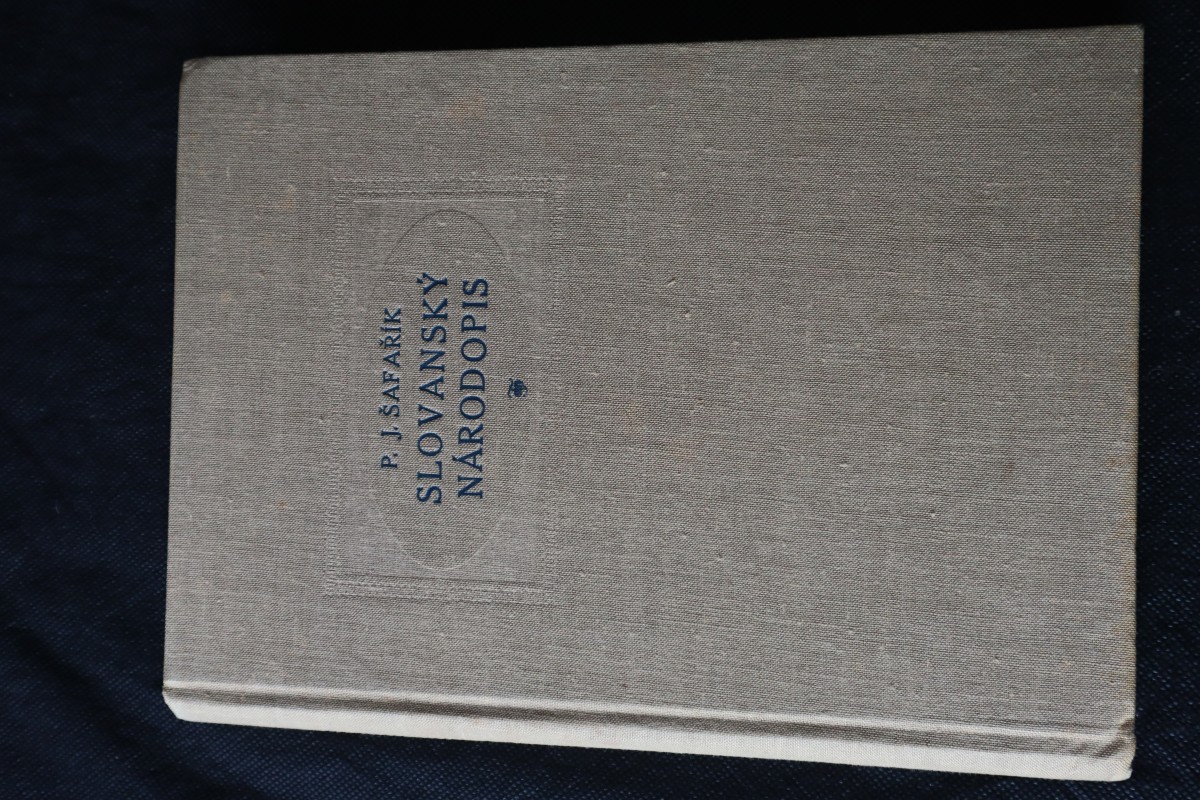 P. J. ŠAFAŘÍK
SLOVANSKÝ
NÁRODOPIS